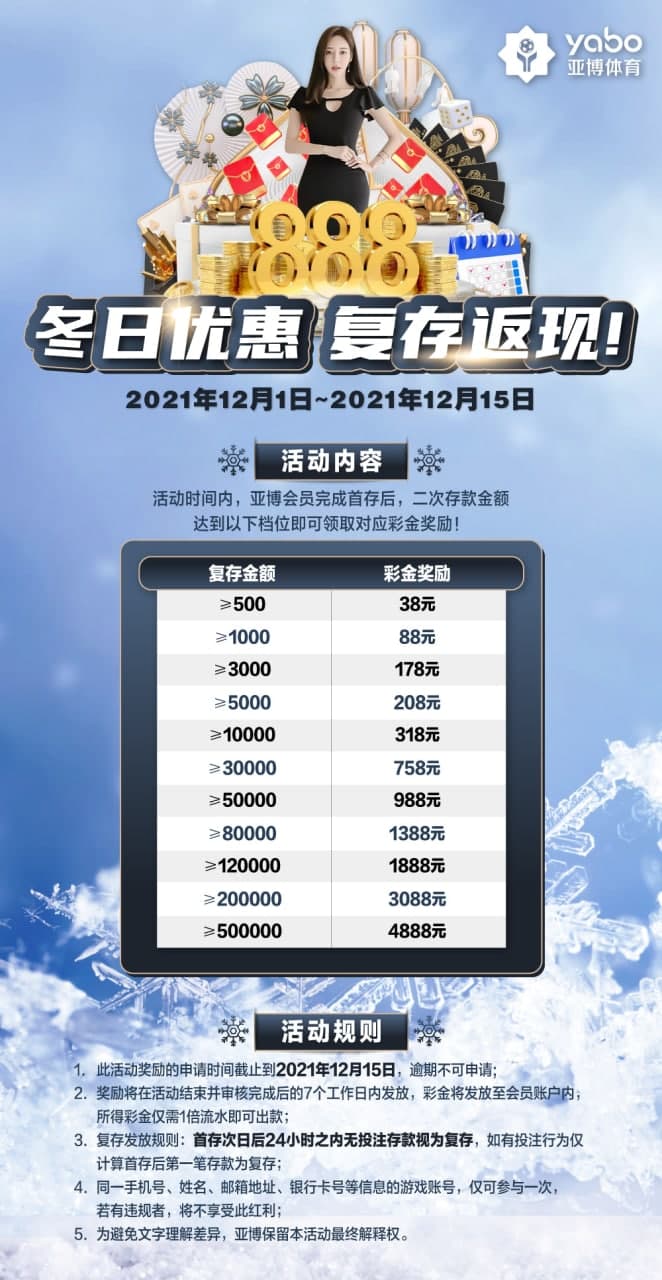 yabo
亚博体育
888
冬日优惠 复存返现!
2021年12月1日~2021年12月15日
活动内容
活动时间内，亚博会员完成首存后，二次存款金额
达到以下档位即可领取对应彩金奖励！
复存金额 彩金奖励
≥500 38元
≥1000 88元
≥3000 178元
≥5000 208元
≥10000 318元
≥30000 758元
≥50000 988元
≥80000 1388元
≥120000 1888元
≥200000 3088元
≥500000 4888元
活动规则
1. 此活动奖励的申请时间截止到2021年12月15日，逾期不可申请；
2. 奖励将在活动结束并审核完成后的7个工作日内发放，彩金将发放至会员账户内，
所得彩金仅需1倍流水即可出款；
3. 复存发放规则：首存次日后24小时之内无投注存款视为复存，如有投注行为仅
计算首存后第一笔存款为复存；
4. 同一手机号、姓名、邮箱地址、银行卡号等信息的游戏账号，仅可参与一次，
若有违规者，将不享受此红利；
5. 为避免文字理解差异，亚博保留本活动最终解释权。